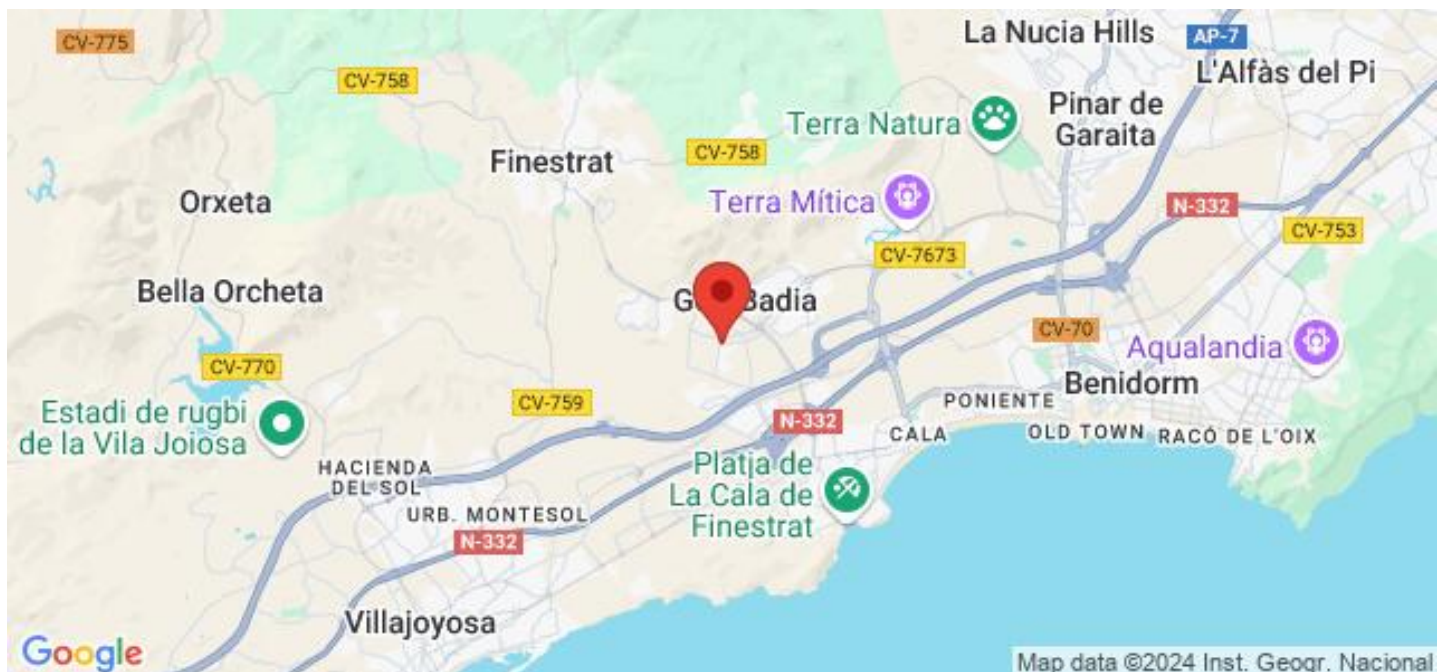 CV-775
CV-758
La Nucia Hills
AP-7
L'Alfàs del Pi
Terra Natura
Pinar de
Garaita
Finestrat
CV-758
Orxeta
Terra Mítica
N-332
CV-753
CV-7673
Bella Orcheta
Badia
CV-770
CV-70
Aqualandia
Estadi de rugbi
de la Vila Joiosa
CV-759
Benidorm
PONIENTE
N-332
CALA
OLD TOWN
RACÓ DE L'OIX
HACIENDA
DEL SOL
Platja de
La Cala de
Finestrat
URB. MONTESOL
N-332
Villajoyosa
Google
Map data ©2024 Inst. Geogr. Nacional